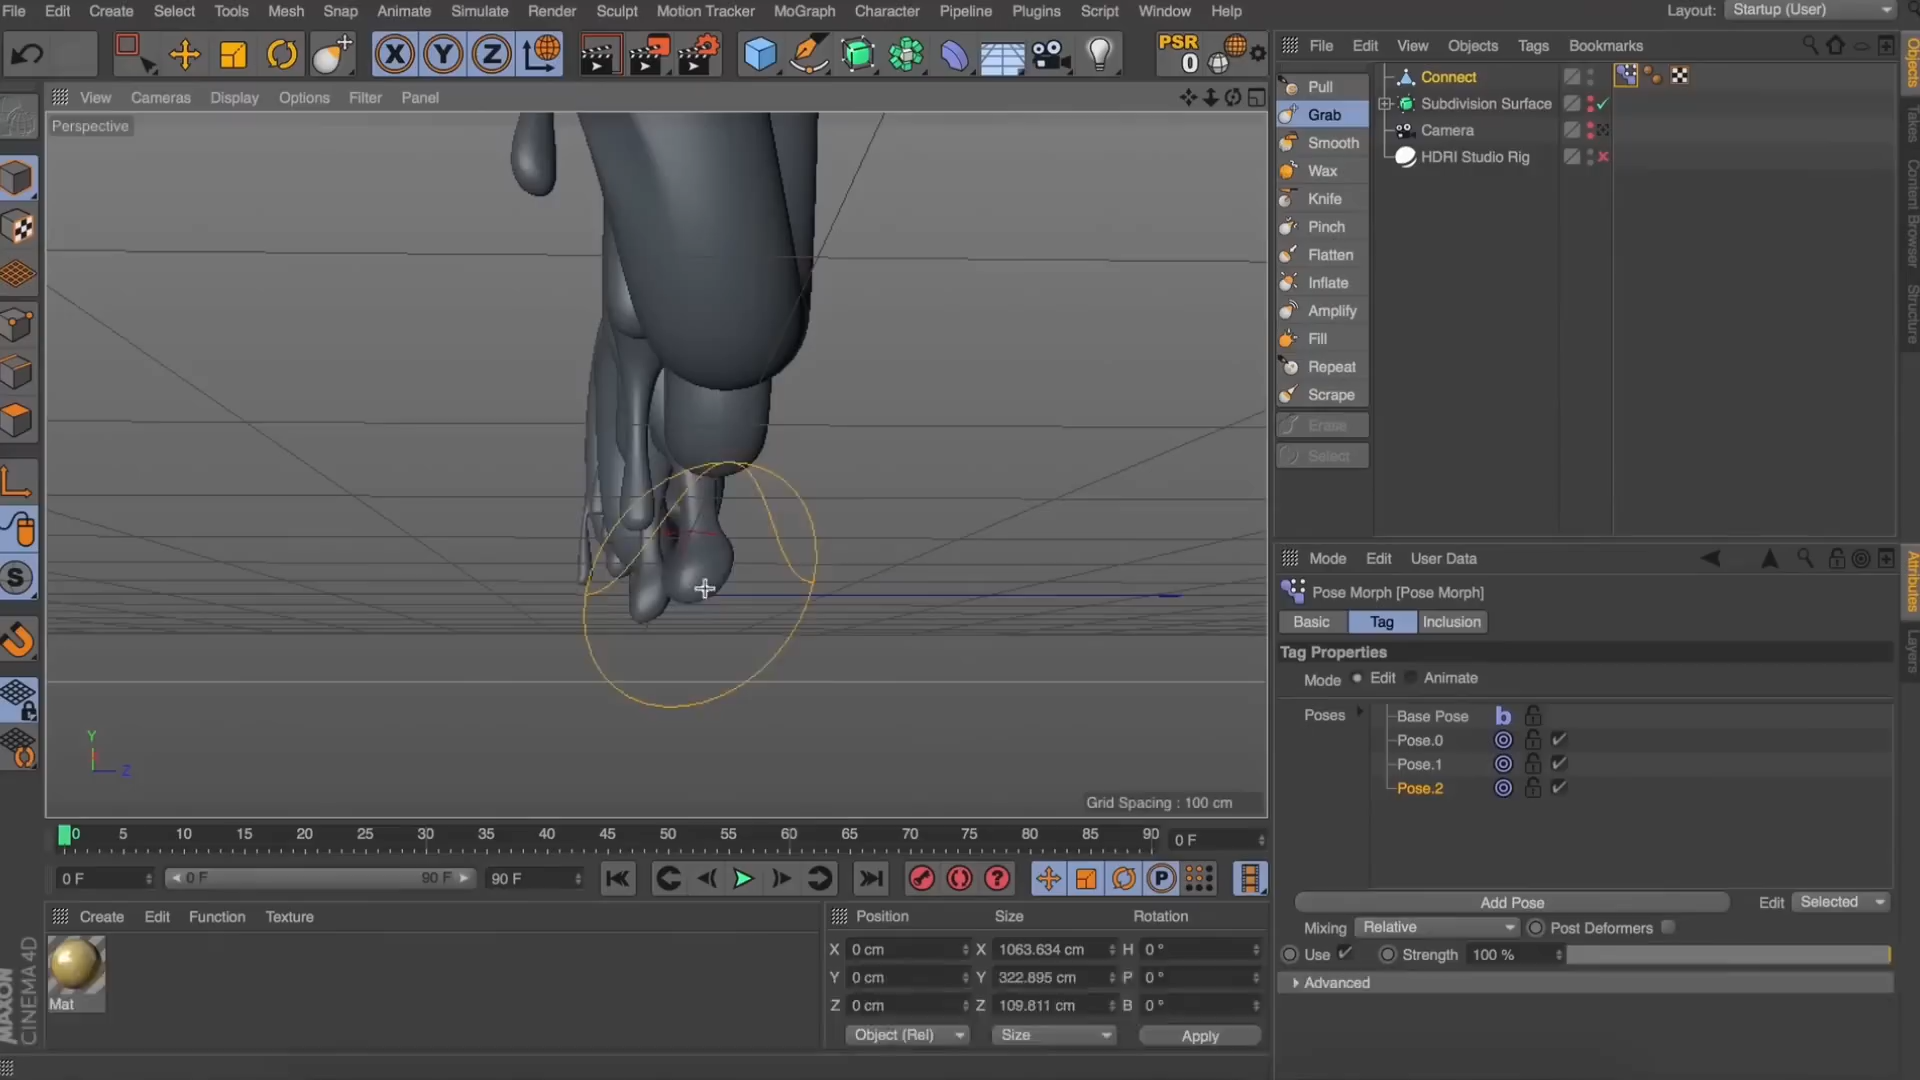 File Edit Create Select Tools Mesh Snap Animate Simulate Render Sculpt Motion Tracker MoGraph Character Pipeline Plugins Script Window Help Layout: Startup (User)
X Y Z PSR 0
File Edit View Objects Tags Bookmarks
View Cameras Display Options Filter Panel
Perspective
Pull
Grab
Smooth
Wax
Knife
Pinch
Flatten
Inflate
Amplify
Fill
Repeat
Scrape
Erase
Select
Connect
Subdivision Surface
Camera
HDRI Studio Rig
Objects
Takes
Content Browser
Structure
Mode Edit User Data
Pose Morph [Pose Morph]
Basic Tag Inclusion
Tag Properties
Mode Edit Animate
Poses
Base Pose b
Pose.0
Pose.1
Pose.2
Add Pose Edit Selected
Mixing Relative Post Deformers
Use Strength 100 %
Advanced
Attributes
Layers
S
Y
Z
Grid Spacing : 100 cm
0 5 10 15 20 25 30 35 40 45 50 55 60 65 70 75 80 85 90 0 F
0 F 0 F 90 F 90 F ? P
Create Edit Function Texture
Mat
MAXON
CINEMA 4D
Position Size Rotation
X 0 cm X 1063.634 cm H 0 °
Y 0 cm Y 322.895 cm P 0 °
Z 0 cm Z 109.811 cm B 0 °
Object (Rel) Size Apply